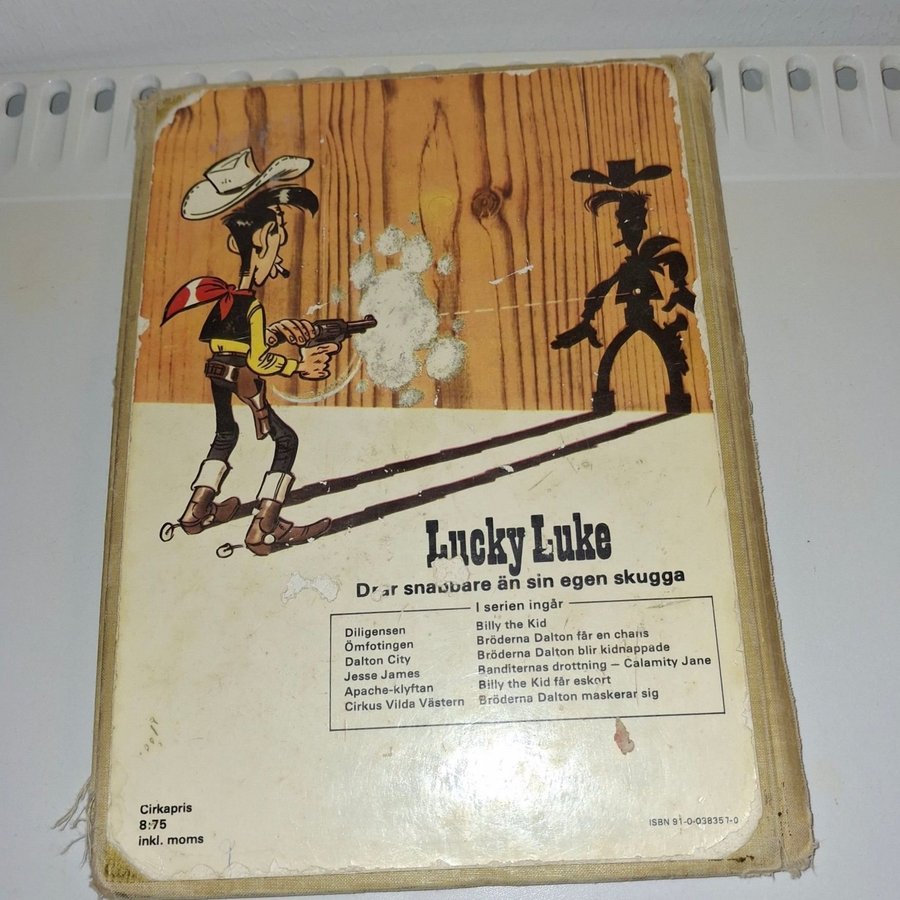 Lucky Luke
Drar snabbare än sin egen skugga
I serien ingår
Diligensen
Ömfotingen
Dalton City
Jesse James
Apache-klyftan
Cirkus Vilda Västern
Billy the Kid
Bröderna Dalton får en chans
Bröderna Dalton blir kidnappade
Banditernas drottning – Calamity Jane
Billy the Kid får eskort
Bröderna Dalton maskerar sig
Cirkapris
8:75
inkl. moms
ISBN 91-0-038351-0